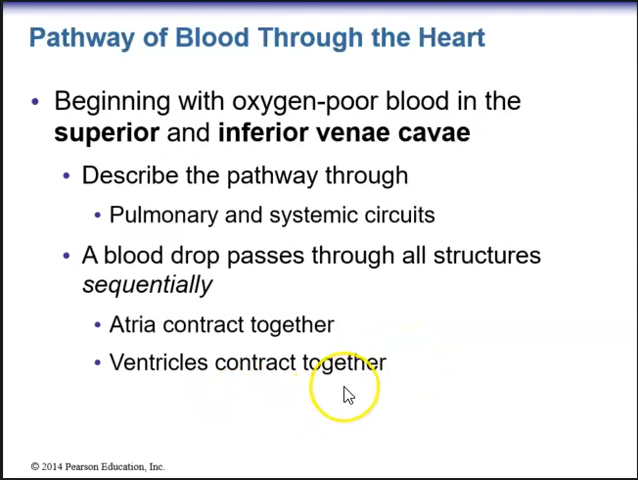 Pathway of Blood Through the Heart
• Beginning with oxygen-poor blood in the
superior and inferior venae cavae
• Describe the pathway through
• Pulmonary and systemic circuits
• A blood drop passes through all structures
sequentially
• Atria contract together
• Ventricles contract together
© 2014 Pearson Education, Inc.